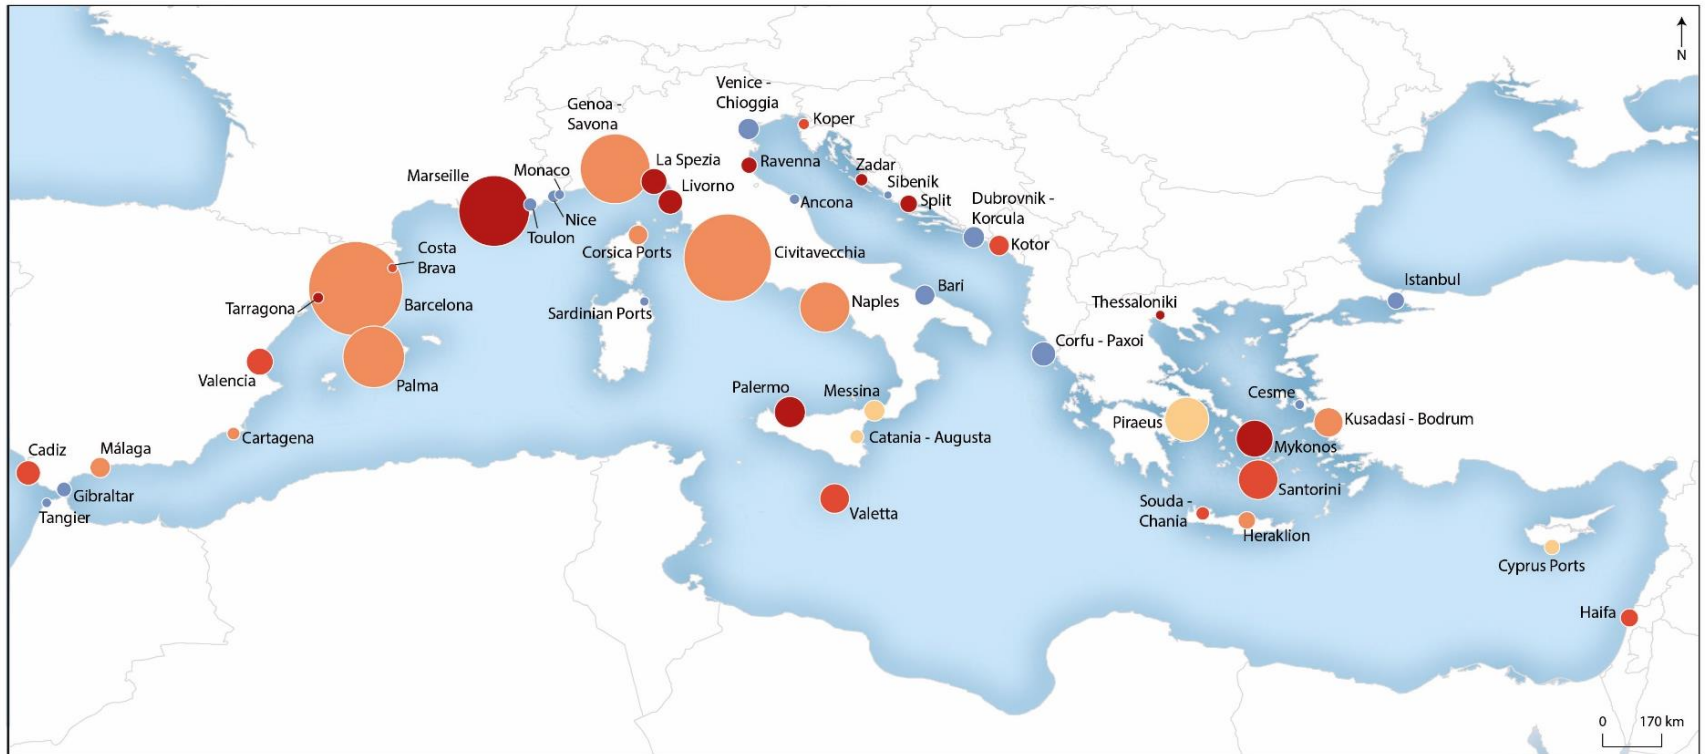 N
Venice -
Chioggia
Genoa -
Savona
Koper
La Spezia
Ravenna
Zadar
Monaco
Marseille
Livorno
Sibenik
Split
Dubrovnik -
Korcula
Ancona
Nice
Toulon
Kotor
Costa
Brava
Corsica Ports
Civitavecchia
Istanbul
Bari
Tarragona
Barcelona
Sardinian Ports
Naples
Thessaloniki
Corfu - Paxoi
Valencia
Palma
Palermo
Messina
Cesme
Piraeus
Kusadasi - Bodrum
Cartagena
Catania - Augusta
Cadiz
Málaga
Mykonos
Gibraltar
Santorini
Tangier
Valetta
Souda -
Chania
Heraklion
Cyprus Ports
Haifa
0 170 km